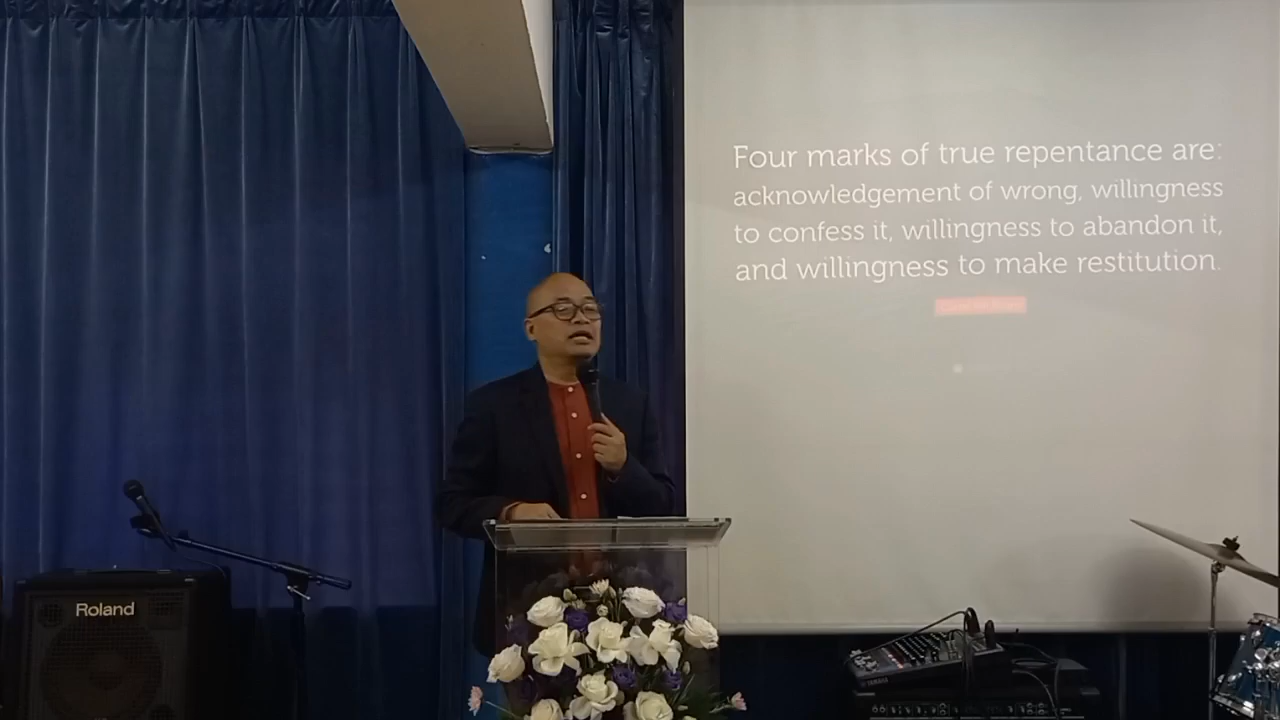 Four marks of true repentance are:
acknowledgement of wrong, willingness
to confess it, willingness to abandon it,
and willingness to make restitution.
Roland
YAMAHA